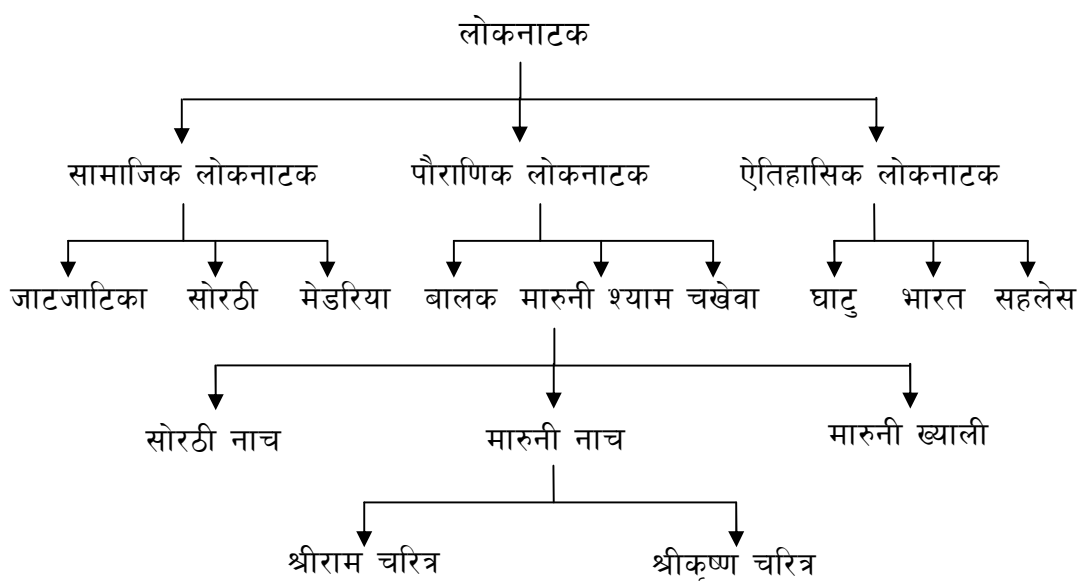 लोकनाटक
सामाजिक लोकनाटक पौराणिक लोकनाटक ऐतिहासिक लोकनाटक
जाटजाटिका सोरठी मेडरिया बालक मारुनी श्याम चखेवा घाटु भारत सहलेस
सोरठी नाच मारुनी नाच मारुनी ख्याली
श्रीराम चरित्र श्रीकृष्ण चरित्र